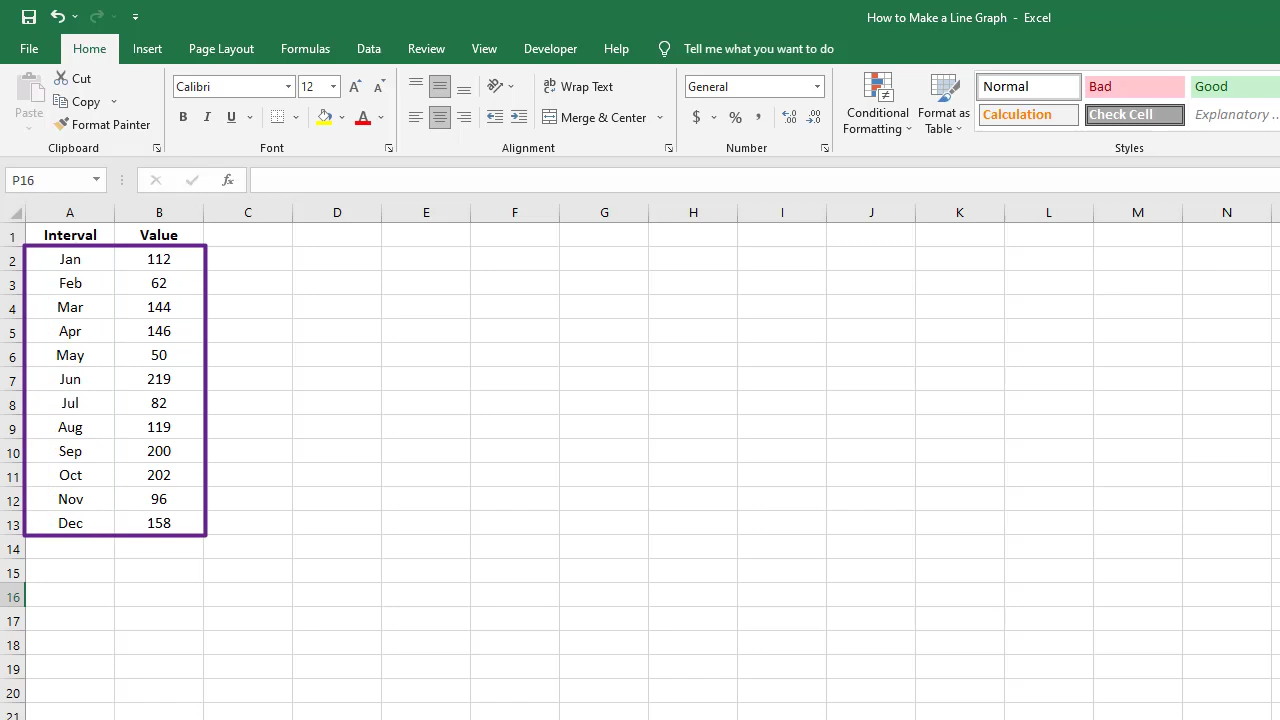 How to Make a Line Graph - Excel
File Home Insert Page Layout Formulas Data Review View Developer Help Tell me what you want to do
Paste
Cut
Copy
Format Painter
Clipboard
Calibri 12 A A
B I U A
Font
ab Wrap Text
Merge & Center
Alignment
General
$ % , .00 .00
Number
Conditional Formatting
Format as Table
Normal Bad Good
Calculation Check Cell Explanatory ...
Styles
P16 fx
A B C D E F G H I J K L M N
1 Interval Value
2 Jan 112
3 Feb 62
4 Mar 144
5 Apr 146
6 May 50
7 Jun 219
8 Jul 82
9 Aug 119
10 Sep 200
11 Oct 202
12 Nov 96
13 Dec 158
14
15
16
17
18
19
20
21